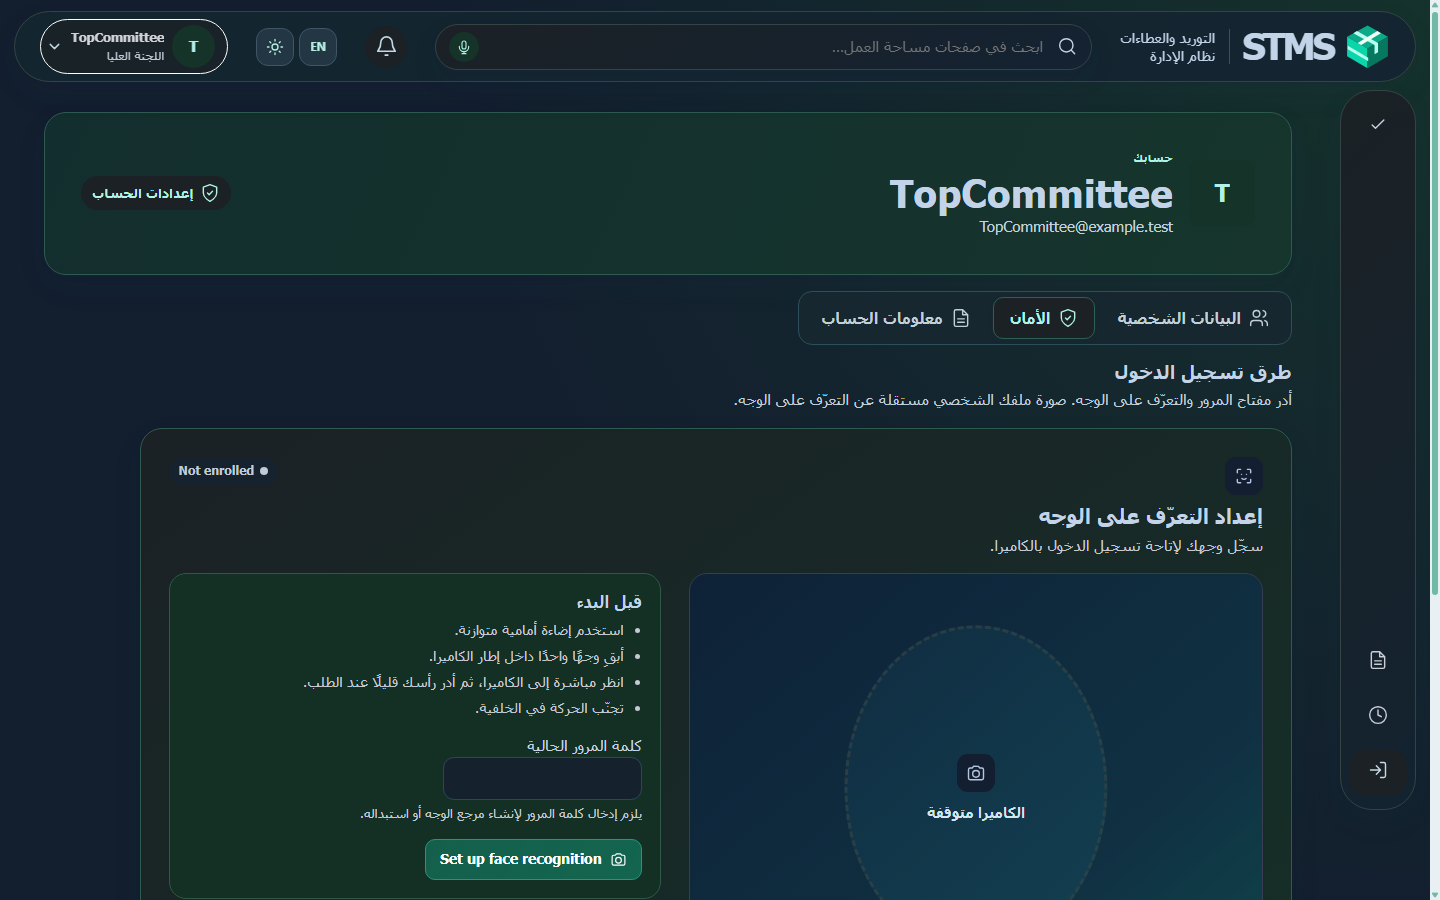 STMS
التوريد والعطاءات
نظام الإدارة
ابحث في صفحات مساحة العمل...
EN
T
TopCommittee
اللجنة العليا
حسابك
T
TopCommittee
TopCommittee@example.test
إعدادات الحساب
البيانات الشخصية
الأمان
معلومات الحساب
طرق تسجيل الدخول
أدر مفتاح المرور والتعرّف على الوجه. صورة ملفك الشخصي مستقلة عن التعرّف على الوجه.
Not enrolled
إعداد التعرّف على الوجه
سجّل وجهك لإتاحة تسجيل الدخول بالكاميرا.
الكاميرا متوقفة
قبل البدء
استخدم إضاءة أمامية متوازنة.
أبقِ وجهًا واحدًا داخل إطار الكاميرا.
انظر مباشرة إلى الكاميرا، ثم أدر رأسك قليلًا عند الطلب.
تجنّب الحركة في الخلفية.
كلمة المرور الحالية
يلزم إدخال كلمة المرور لإنشاء مرجع الوجه أو استبداله.
Set up face recognition